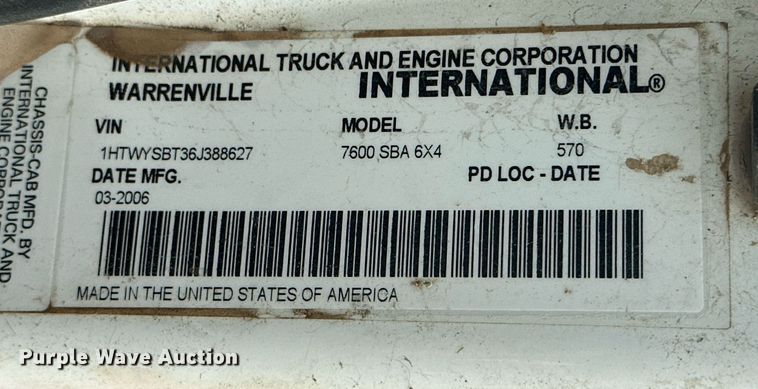 INTERNATIONAL TRUCK AND ENGINE CORPORATION
WARRENVILLE INTERNATIONAL®
VIN MODEL W.B.
1HTWYSBT36J388627 7600 SBA 6X4 570
DATE MFG. PD LOC - DATE
03-2006
MADE IN THE UNITED STATES OF AMERICA
CHASSIS-CAB MFD. BY
INTERNATIONAL TRUCK AND
ENGINE CORPORATION
Purple Wave Auction